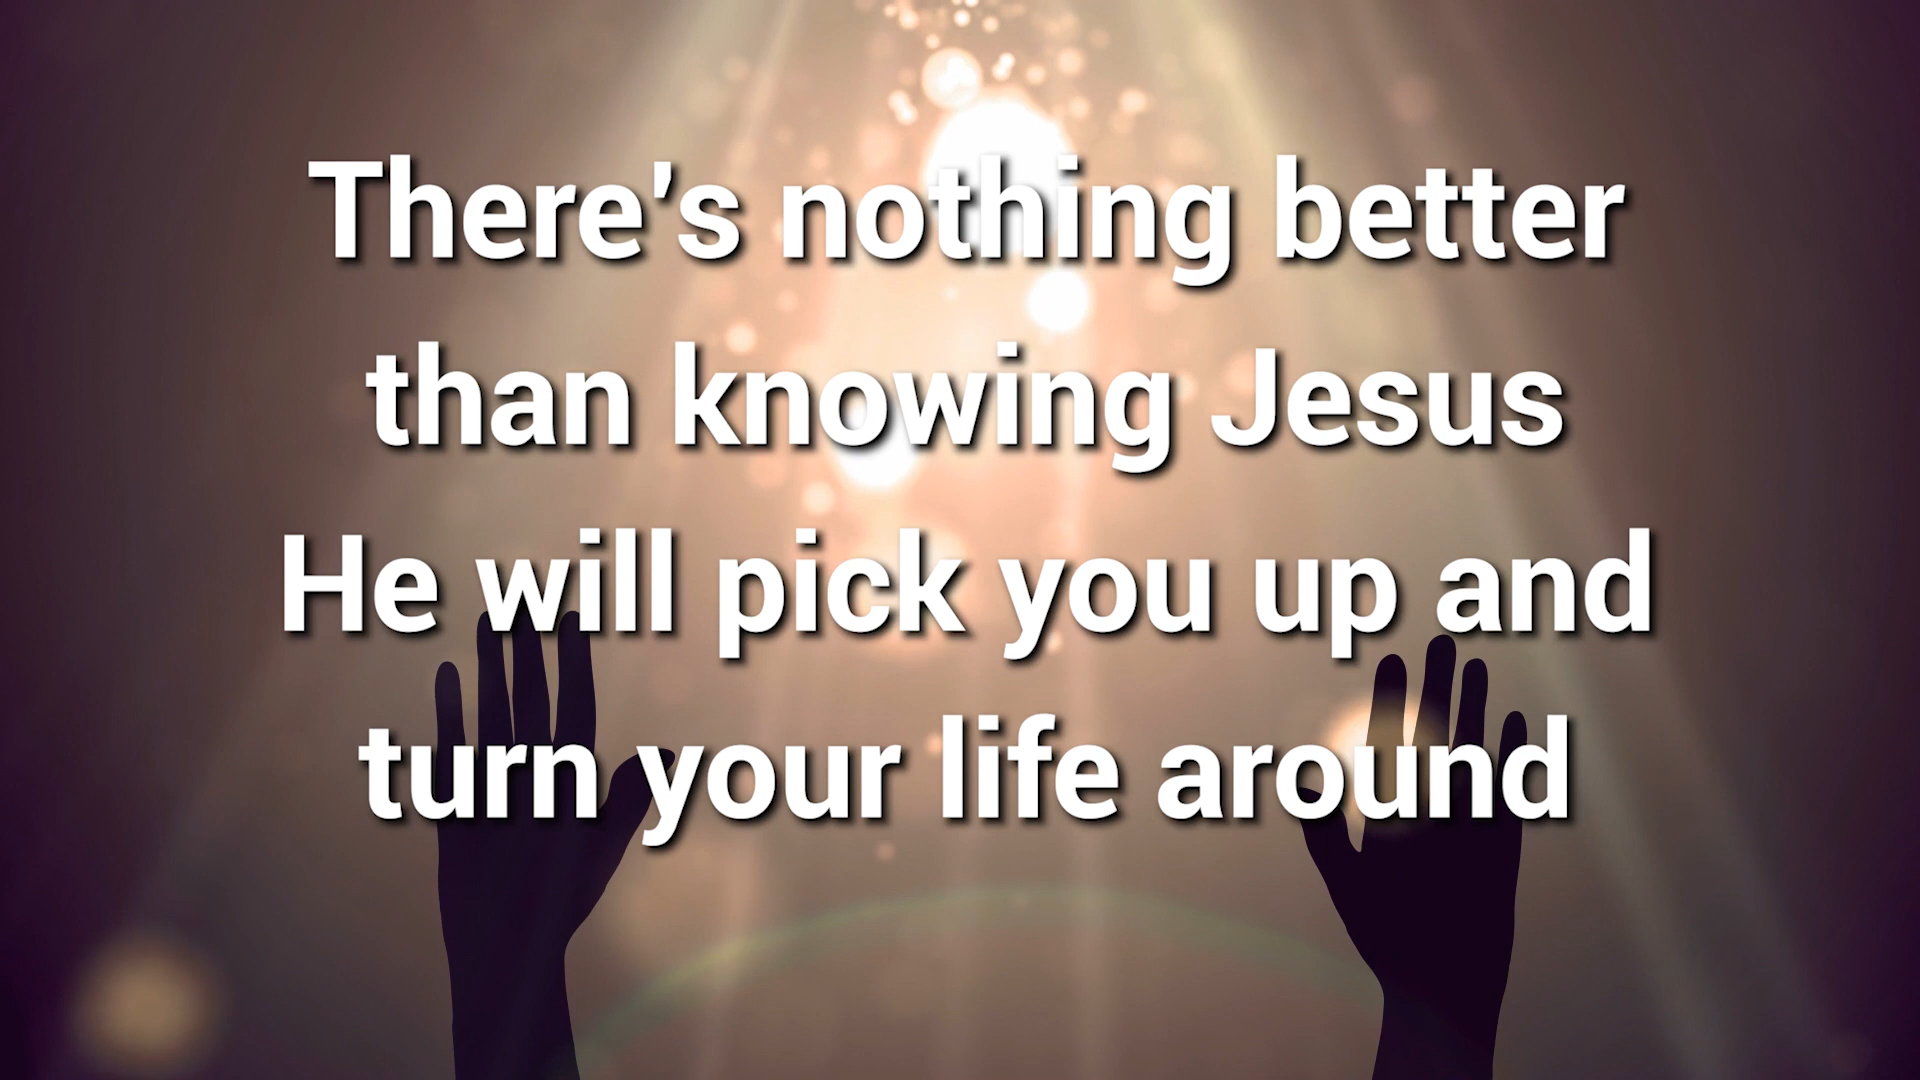 There's nothing better
than knowing Jesus
He will pick you up and
turn your life around